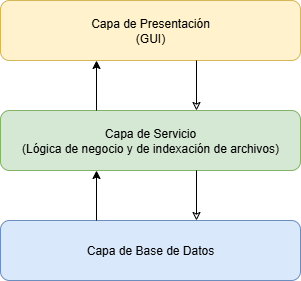 Capa de Presentación
(GUI)
Capa de Servicio
(Lógica de negocio y de indexación de archivos)
Capa de Base de Datos